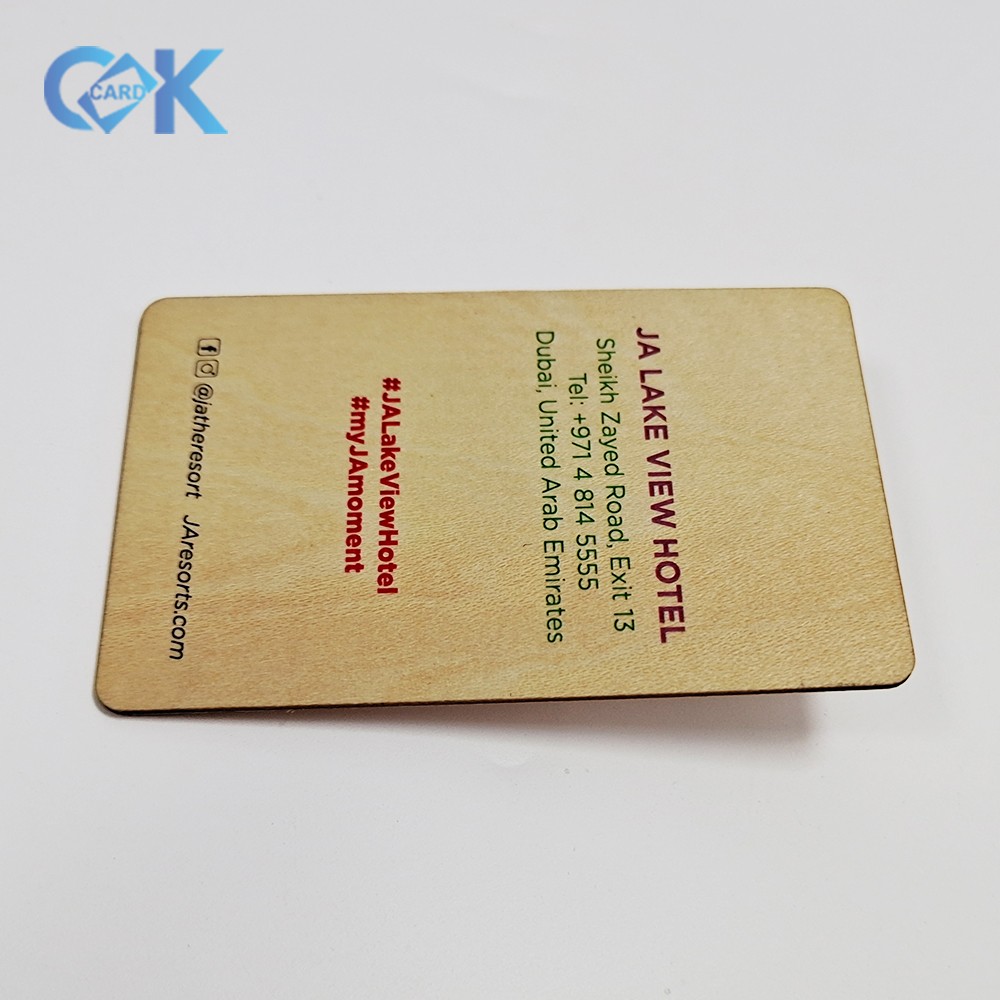 CARD
OK
JA LAKE VIEW HOTEL
Sheikh Zayed Road, Exit 13
Tel: +971 4 814 5555
Dubai, United Arab Emirates
#JALakeViewHotel
#myJAmoment
@jatheresort JAresorts.com